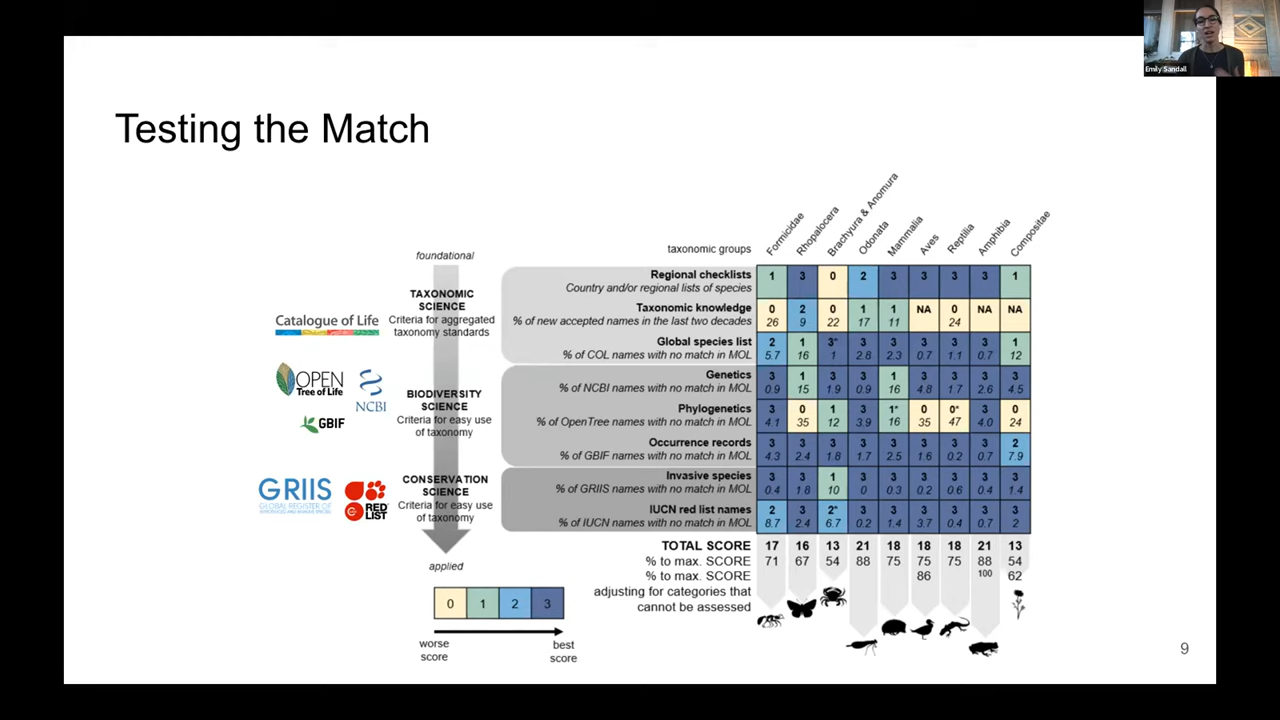 Emily Sandall
Testing the Match
Formicidae
Rhopalocera
Brachyura & Anomura
Odonata
Mammalia
Aves
Reptilia
Amphibia
Compositae
taxonomic groups
foundational
TAXONOMIC
SCIENCE
Criteria for aggregated
taxonomy standards
BIODIVERSITY
SCIENCE
Criteria for easy use
of taxonomy
CONSERVATION
SCIENCE
Criteria for easy use
of taxonomy
applied
Catalogue of Life
OPEN
Tree of Life
NCBI
GBIF
GRIIS
GLOBAL REGISTER OF
INTRODUCED AND INVASIVE SPECIES
RED
LIST
Regional checklists
Country and/or regional lists of species
1 3 0 2 3 3 3 3 1
Taxonomic knowledge
% of new accepted names in the last two decades
0 2 0 1 1 NA 0 NA NA
26 9 22 17 11 24
Global species list
% of COL names with no match in MOL
2 1 3* 3 3 3 3 3 1
5.7 16 1 2.8 2.3 0.7 1.1 0.7 12
Genetics
% of NCBI names with no match in MOL
3 1 3 3 1 3 3 3 3
0.9 15 1.9 0.9 16 4.8 1.7 2.6 4.5
Phylogenetics
% of OpenTree names with no match in MOL
3 0 1 3 1* 0 0* 3 0
4.1 35 12 3.9 16 35 47 4.0 24
Occurrence records
% of GBIF names with no match in MOL
3 3 3 3 3 3 3 3 2
4.3 2.4 1.8 1.7 2.5 1.6 0.2 0.7 7.9
Invasive species
% of GRIIS names with no match in MOL
3 3 1 3 3 3 3 3 3
0.4 1.8 10 0 0.3 0.2 0.6 0.4 1.4
IUCN red list names
% of IUCN names with no match in MOL
2 3 2* 3 3 3 3 3 3
8.7 2.4 6.7 0.2 1.4 3.7 0.4 0.7 2
TOTAL SCORE 17 16 13 21 18 18 18 21 13
% to max. SCORE 71 67 54 88 75 75 75 88 54
% to max. SCORE 86 100 62
adjusting for categories that
cannot be assessed
0 1 2 3
worse
score
best
score
9